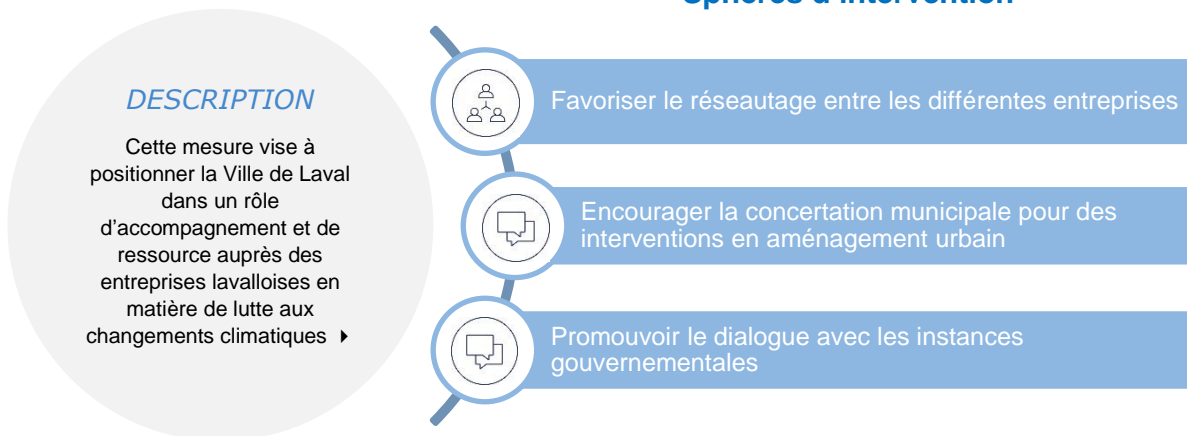 Sphères d'intervention
DESCRIPTION
Cette mesure vise à
positionner la Ville de Laval
dans un rôle
d'accompagnement et de
ressource auprès des
entreprises lavalloises en
matière de lutte aux
changements climatiques
Favoriser le réseautage entre les différentes entreprises
Encourager la concertation municipale pour des
interventions en aménagement urbain
Promouvoir le dialogue avec les instances
gouvernementales